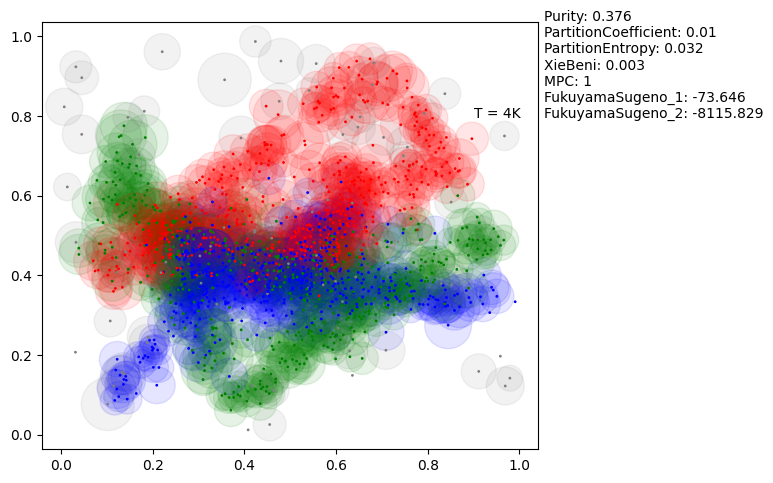 Purity: 0.376
PartitionCoefficient: 0.01
PartitionEntropy: 0.032
XieBeni: 0.003
MPC: 1
FukuyamaSugeno_1: -73.646
FukuyamaSugeno_2: -8115.829
T = 4K
1.0
0.8
0.6
0.4
0.2
0.0
0.0 0.2 0.4 0.6 0.8 1.0